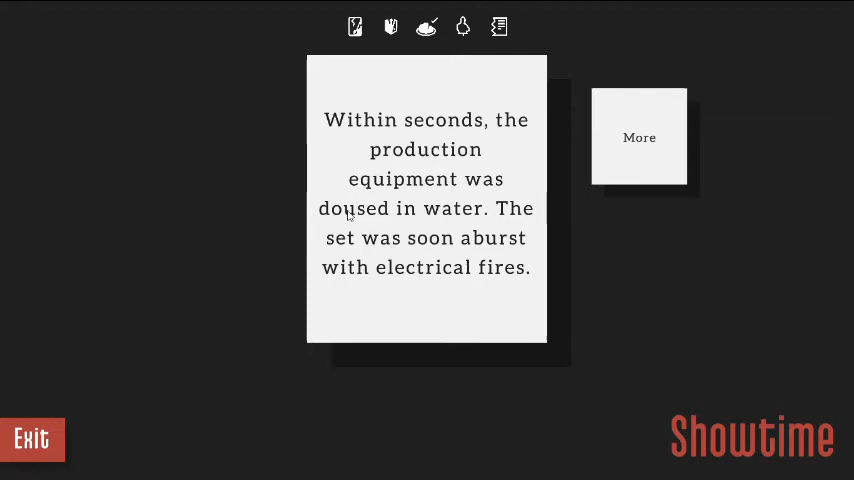 Within seconds, the
production
equipment was
doused in water. The
set was soon aburst
with electrical fires.
More
Exit
Showtime